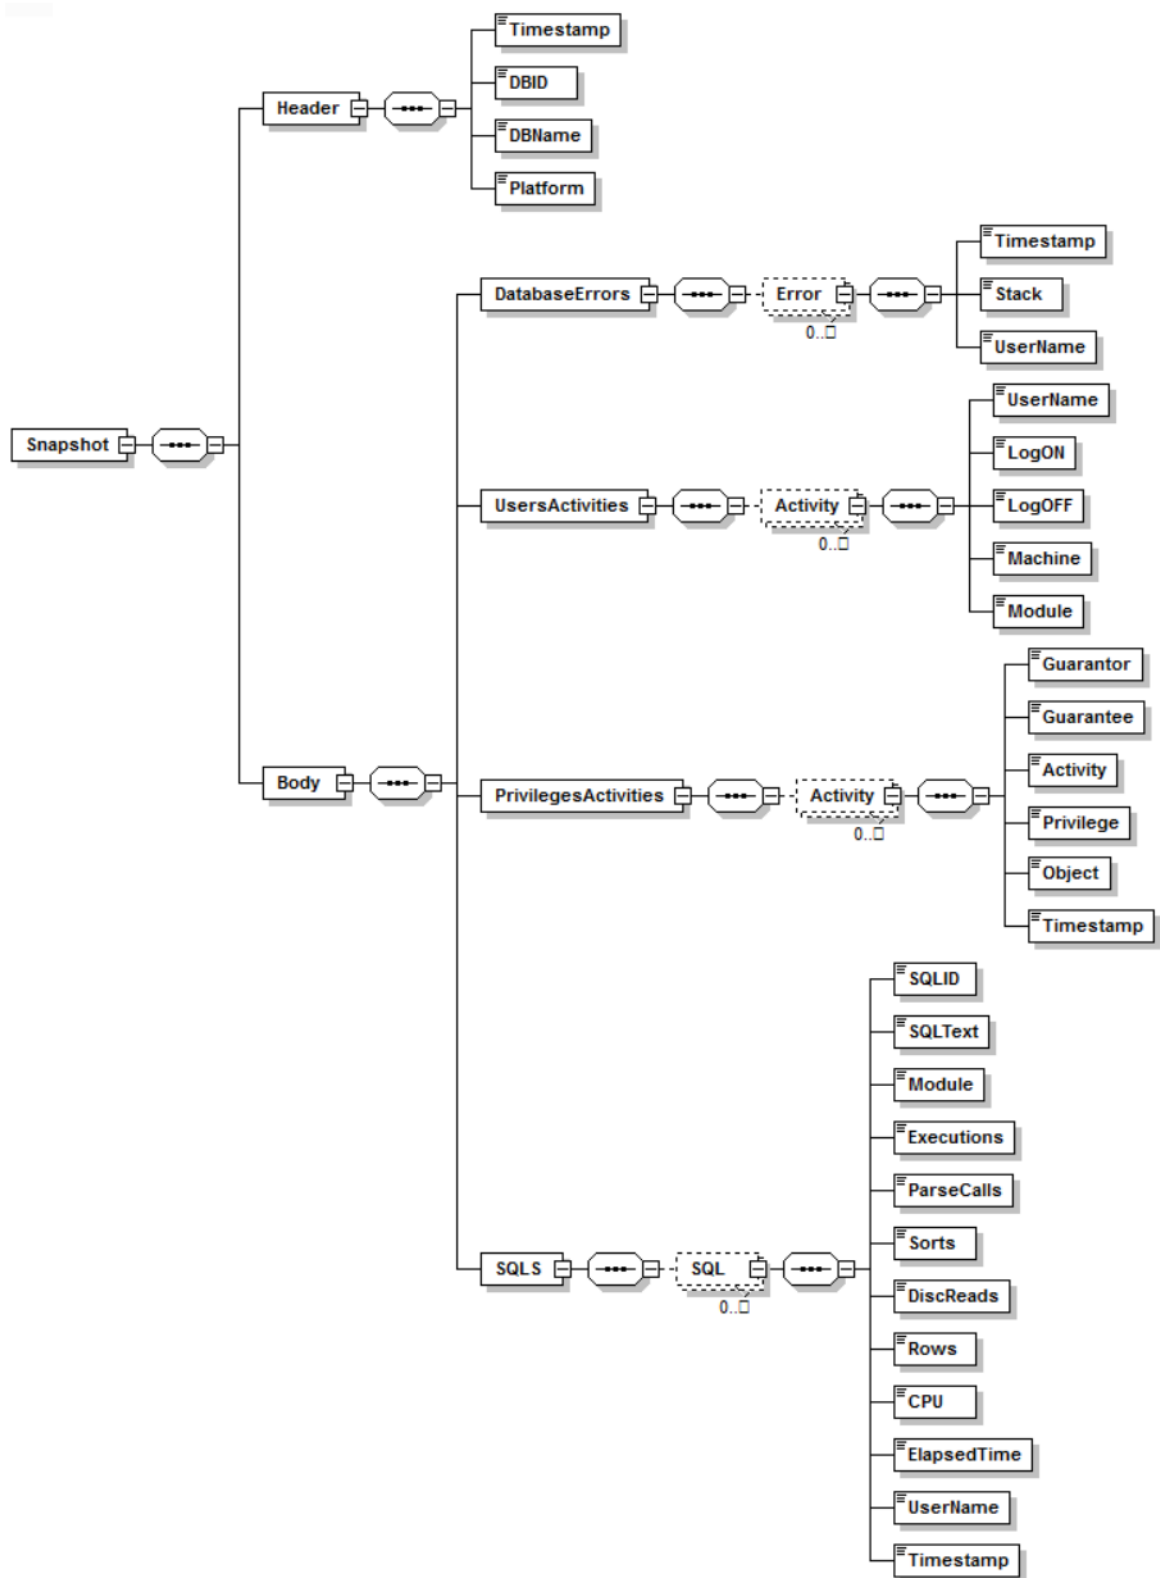 Timestamp
DBID
Header
DBName
Platform
Timestamp
DatabaseErrors
Error
Stack
0..□
UserName
UserName
Snapshot
LogON
UsersActivities
Activity
LogOFF
0..□
Machine
Module
Guarantor
Guarantee
Activity
Body
PrivilegesActivities
Activity
Privilege
0..□
Object
Timestamp
SQLID
SQLText
Module
Executions
ParseCalls
Sorts
SQLS
SQL
DiscReads
0..□
Rows
CPU
ElapsedTime
UserName
Timestamp